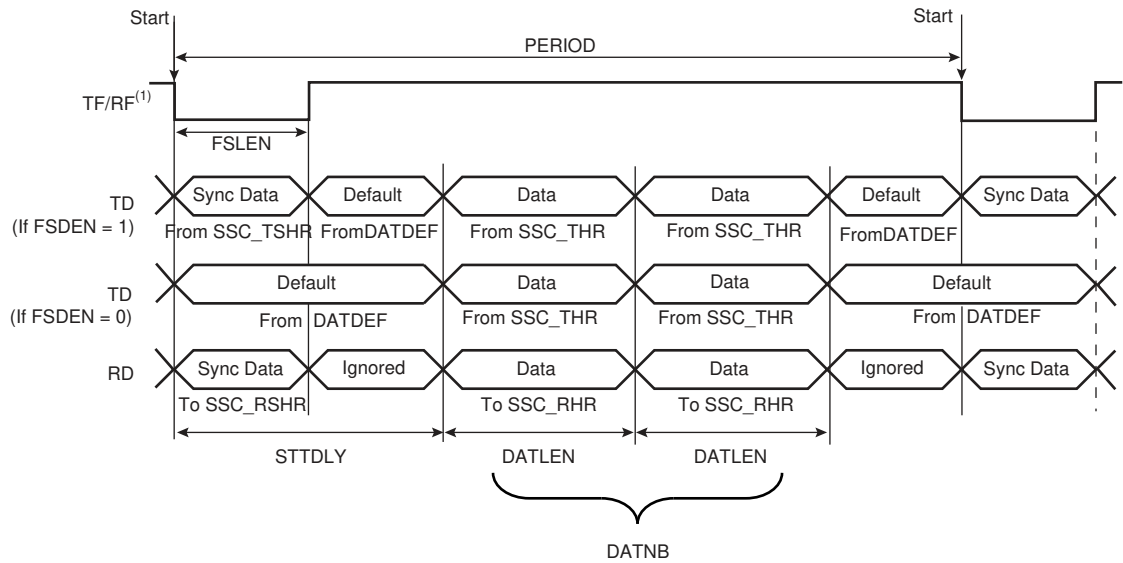 Start
Start
PERIOD
TF/RF(1)
FSLEN
TD
(If FSDEN = 1)
Sync Data
Default
Data
Data
Default
Sync Data
From SSC_TSHR
FromDATDEF
From SSC_THR
From SSC_THR
FromDATDEF
TD
(If FSDEN = 0)
Default
Data
Data
Default
From DATDEF
From SSC_THR
From SSC_THR
From DATDEF
RD
Sync Data
Ignored
Data
Data
Ignored
Sync Data
To SSC_RSHR
To SSC_RHR
To SSC_RHR
STTDLY
DATLEN
DATLEN
DATNB